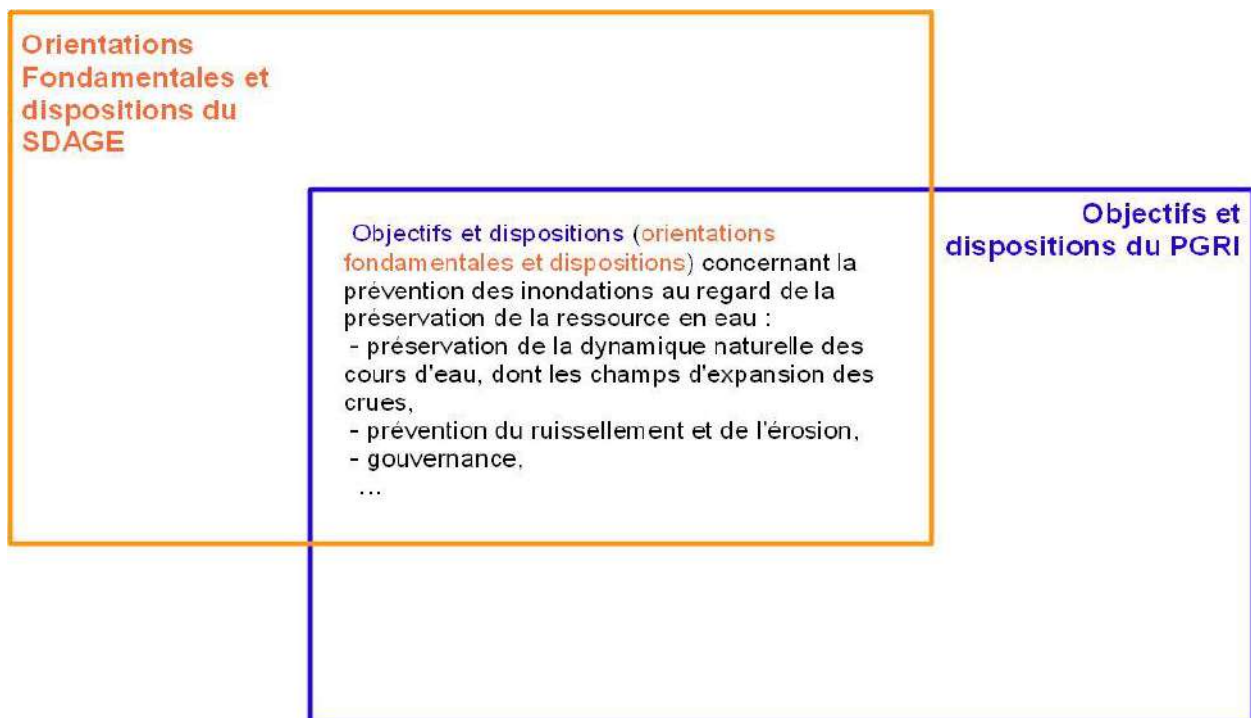 Orientations
Fondamentales et
dispositions du
SDAGE
Objectifs et
dispositions du PGRI
Objectifs et dispositions (orientations
fondamentales et dispositions) concernant la
prévention des inondations au regard de la
préservation de la ressource en eau :
- préservation de la dynamique naturelle des
cours d'eau, dont les champs d'expansion des
crues,
- prévention du ruissellement et de l'érosion,
- gouvernance,
...